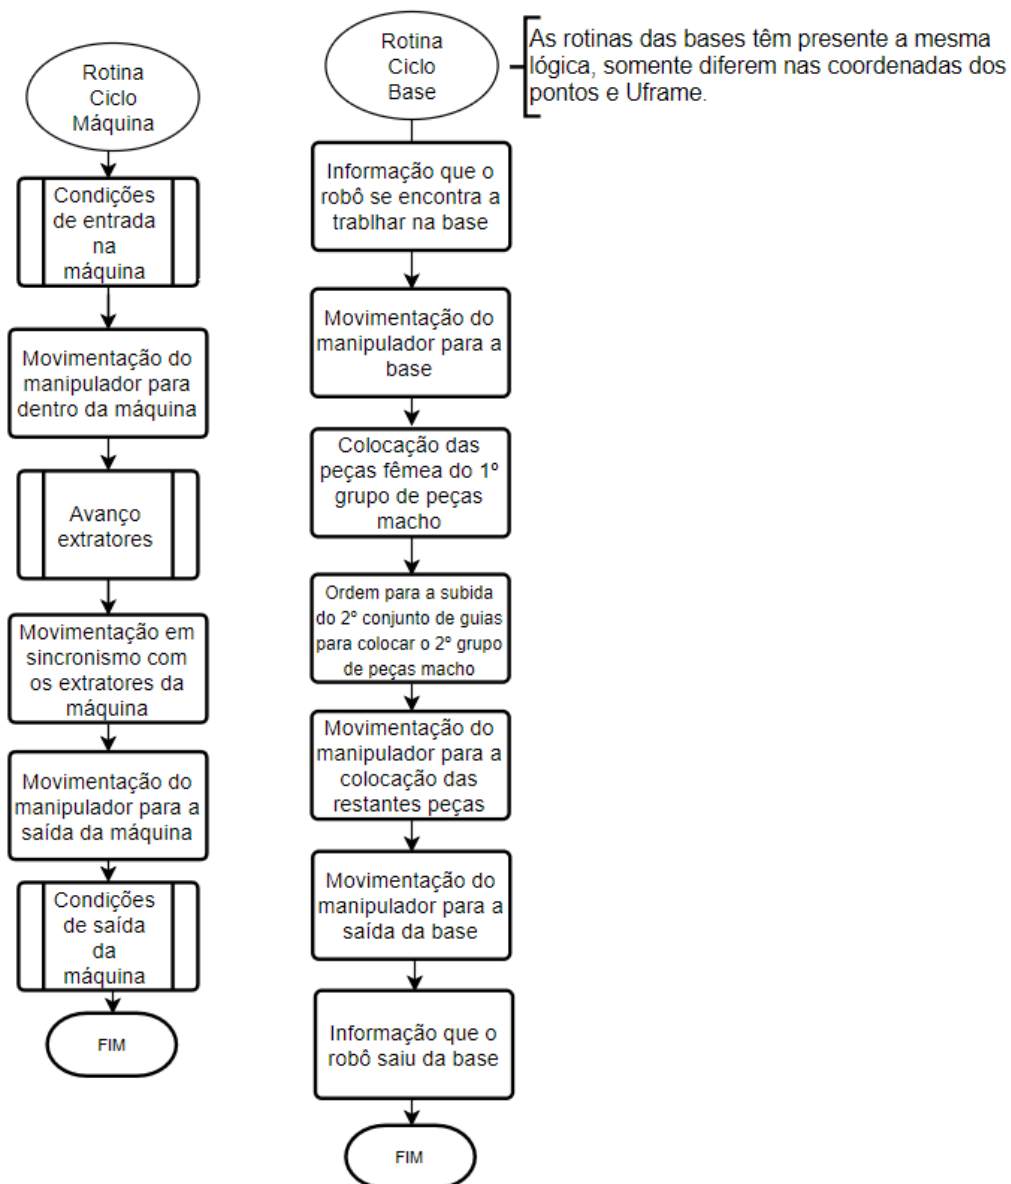 Rotina
Ciclo
Máquina
Condições
de entrada
na
máquina
Movimentação do
manipulador para
dentro da máquina
Avanço
extratores
Movimentação em
sincronismo com
os extratores da
máquina
Movimentação do
manipulador para a
saída da máquina
Condições
de saída
da
máquina
FIM
Rotina
Ciclo
Base
As rotinas das bases têm presente a mesma
lógica, somente diferem nas coordenadas dos
pontos e Uframe.
Informação que o
robô se encontra a
trablhar na base
Movimentação do
manipulador para a
base
Colocação das
peças fêmea do 1º
grupo de peças
macho
Ordem para a subida
do 2º conjunto de guias
para colocar o 2º grupo
de peças macho
Movimentação do
manipulador para a
colocação das
restantes peças
Movimentação do
manipulador para a
saída da base
Informação que o
robô saiu da base
FIM